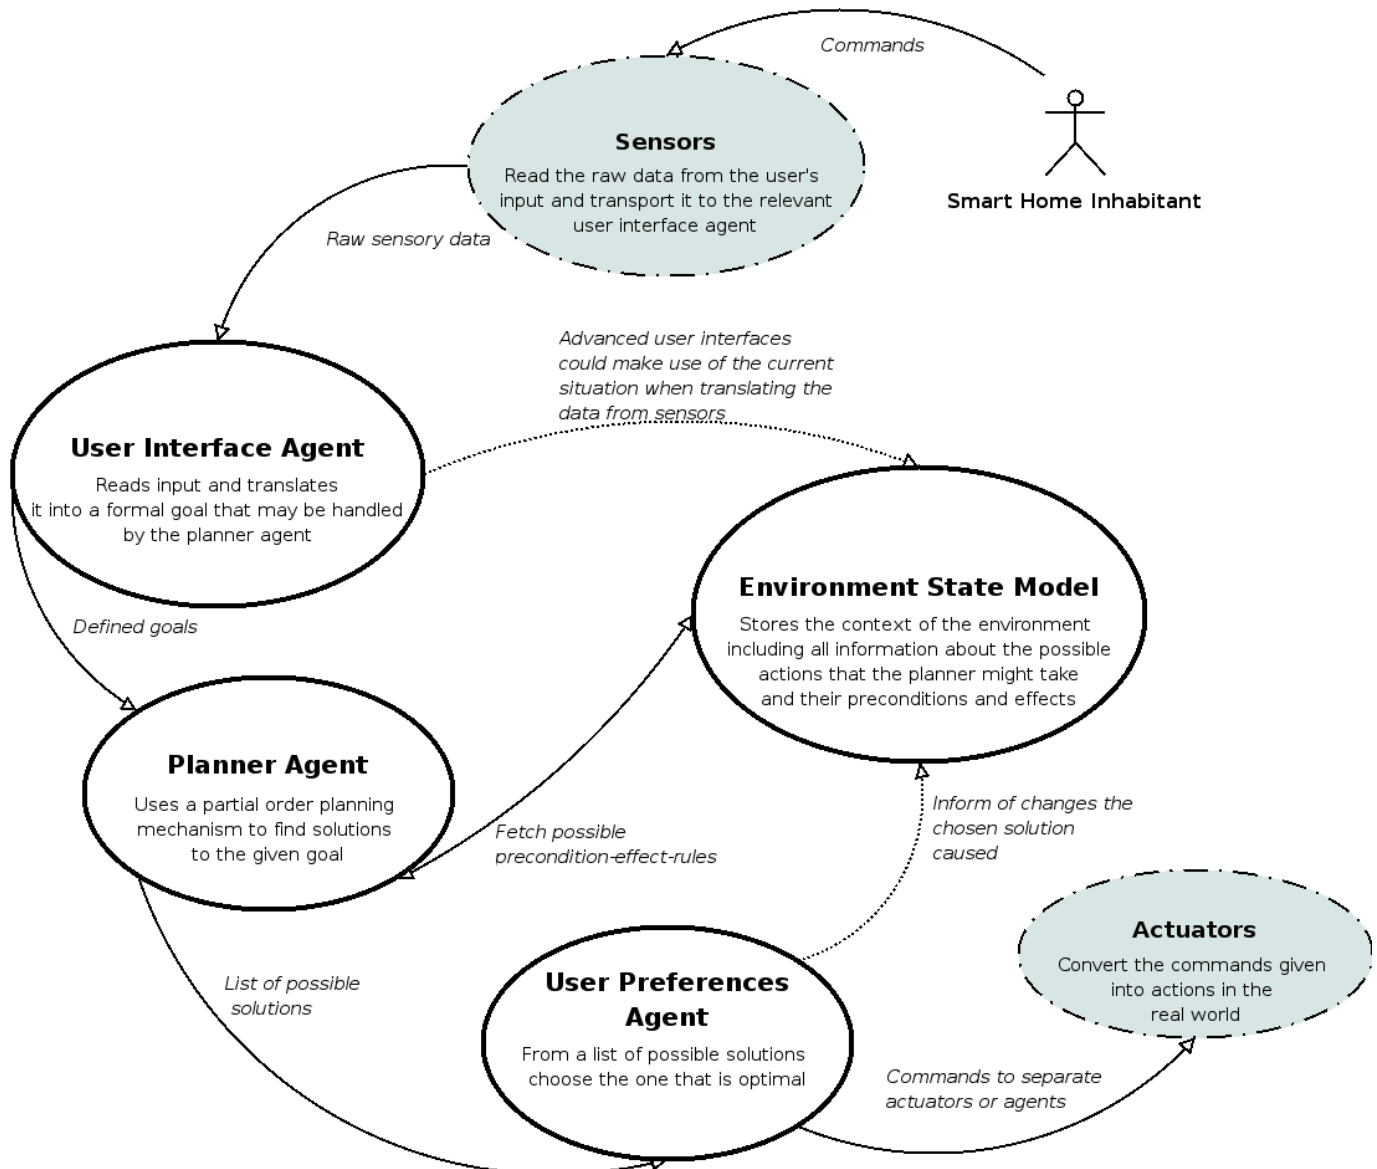 Commands
Sensors
Read the raw data from the user's
input and transport it to the relevant
user interface agent
Smart Home Inhabitant
Raw sensory data
Advanced user interfaces
could make use of the current
situation when translating the
data from sensors
User Interface Agent
Reads input and translates
it into a formal goal that may be handled
by the planner agent
Environment State Model
Stores the context of the environment
including all information about the possible
actions that the planner might take
and their preconditions and effects
Defined goals
Planner Agent
Uses a partial order planning
mechanism to find solutions
to the given goal
Fetch possible
precondition-effect-rules
Inform of changes the
chosen solution
caused
Actuators
Convert the commands given
into actions in the
real world
List of possible
solutions
User Preferences
Agent
From a list of possible solutions
choose the one that is optimal
Commands to separate
actuators or agents